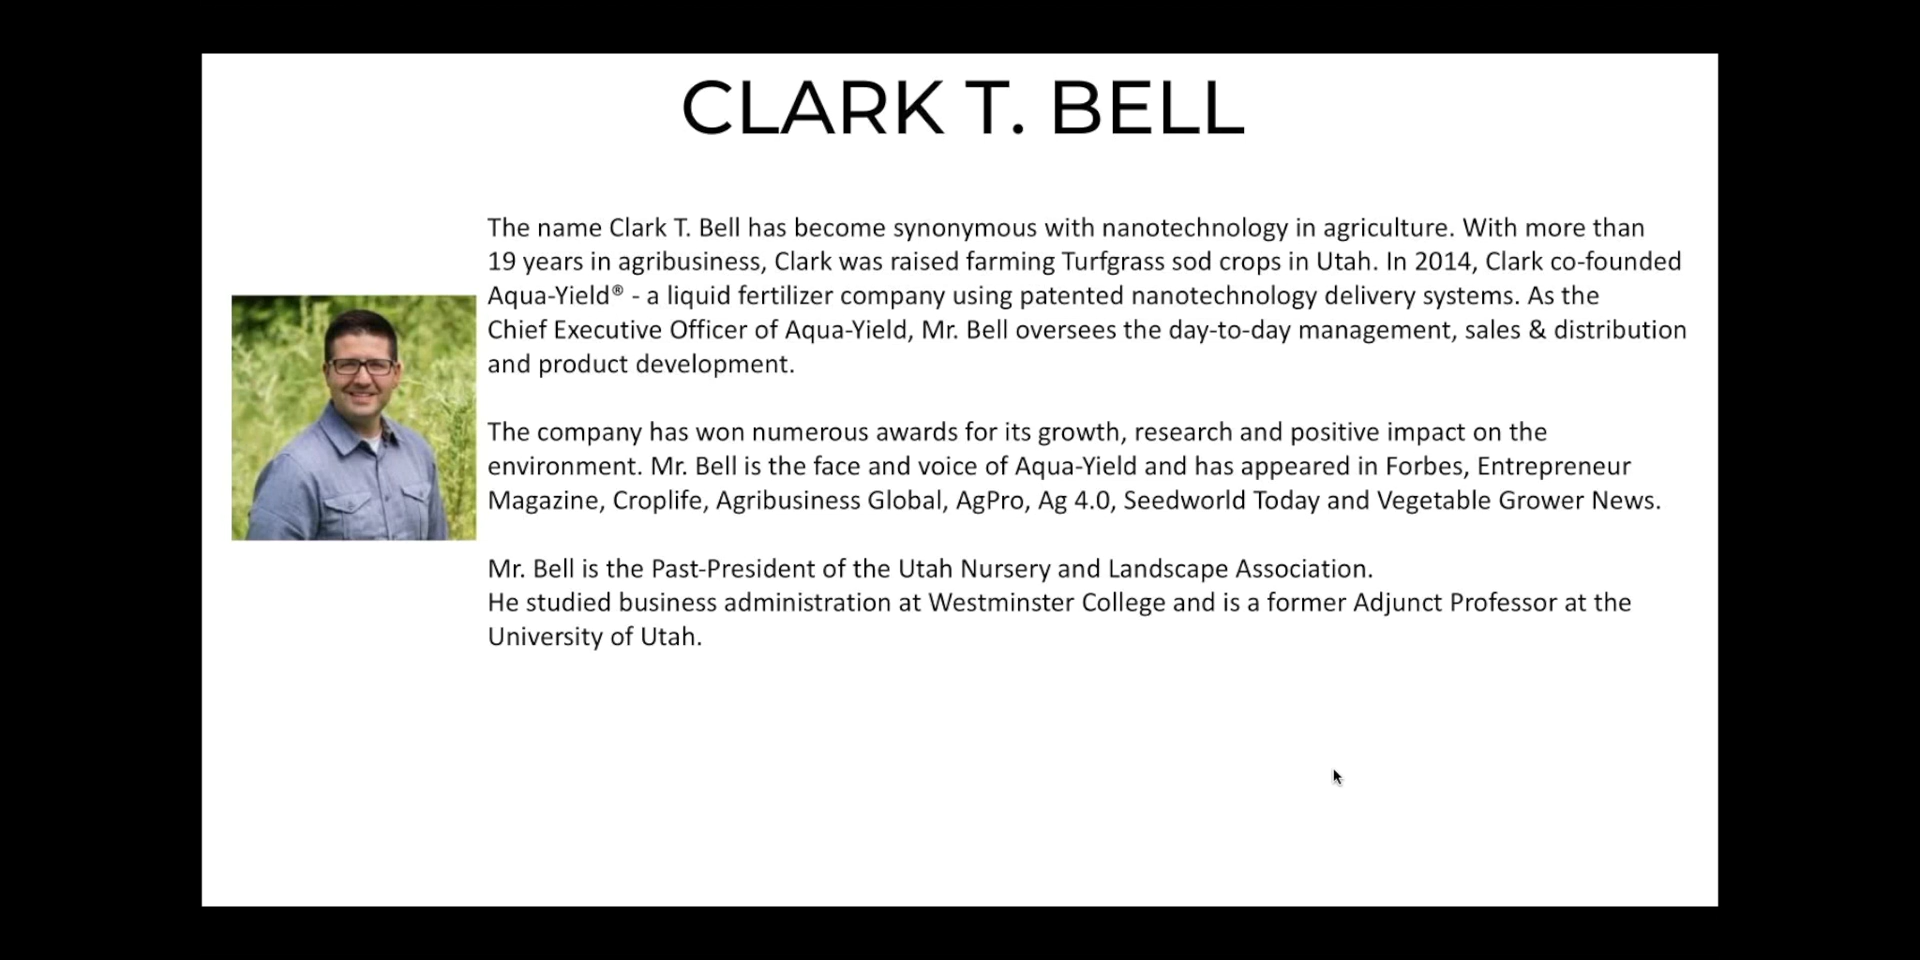 CLARK T. BELL
The name Clark T. Bell has become synonymous with nanotechnology in agriculture. With more than
19 years in agribusiness, Clark was raised farming Turfgrass sod crops in Utah. In 2014, Clark co-founded
Aqua-Yield® - a liquid fertilizer company using patented nanotechnology delivery systems. As the
Chief Executive Officer of Aqua-Yield, Mr. Bell oversees the day-to-day management, sales & distribution
and product development.
The company has won numerous awards for its growth, research and positive impact on the
environment. Mr. Bell is the face and voice of Aqua-Yield and has appeared in Forbes, Entrepreneur
Magazine, Croplife, Agribusiness Global, AgPro, Ag 4.0, Seedworld Today and Vegetable Grower News.
Mr. Bell is the Past-President of the Utah Nursery and Landscape Association.
He studied business administration at Westminster College and is a former Adjunct Professor at the
University of Utah.